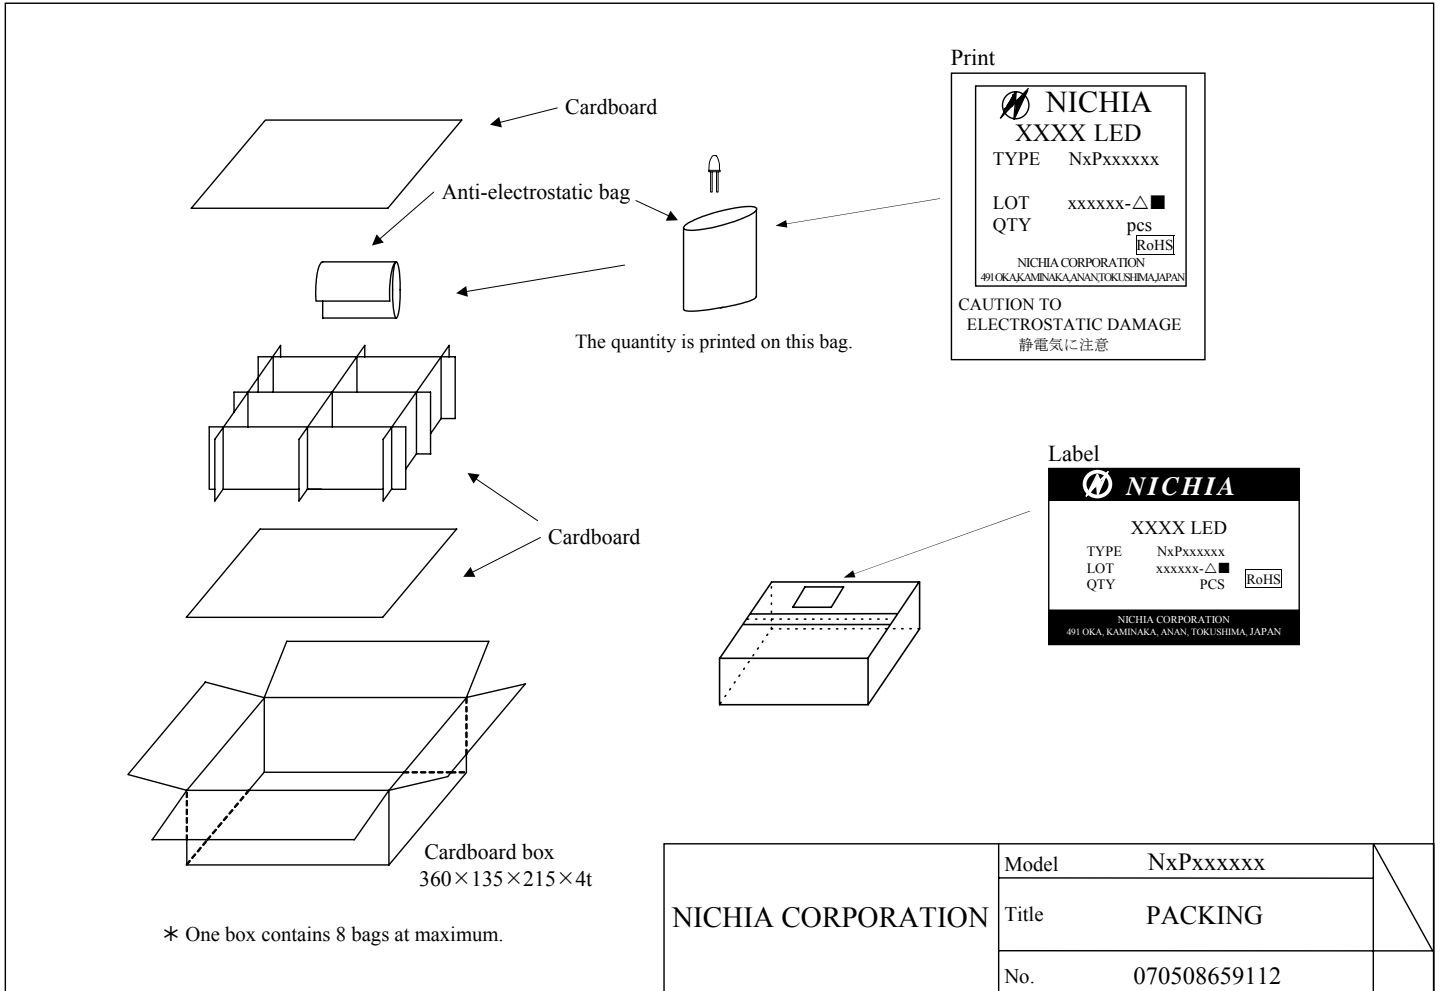 Print
Cardboard
NICHIA
XXXX LED
TYPE NxPxxxxxx
Anti-electrostatic bag
LOT xxxxxx-△■
QTY pcs
RoHS
NICHIA CORPORATION
491 OKA,KAMINAKA,ANAN,TOKUSHIMA,JAPAN
CAUTION TO
ELECTROSTATIC DAMAGE
静電気に注意
The quantity is printed on this bag.
Label
NICHIA
XXXX LED
TYPE NxPxxxxxx
LOT xxxxxx-△■
QTY PCS
RoHS
NICHIA CORPORATION
491 OKA, KAMINAKA, ANAN, TOKUSHIMA, JAPAN
Cardboard
Cardboard box
360×135×215×4t
＊ One box contains 8 bags at maximum.
NICHIA CORPORATION
Model NxPxxxxxx
Title PACKING
No. 070508659112